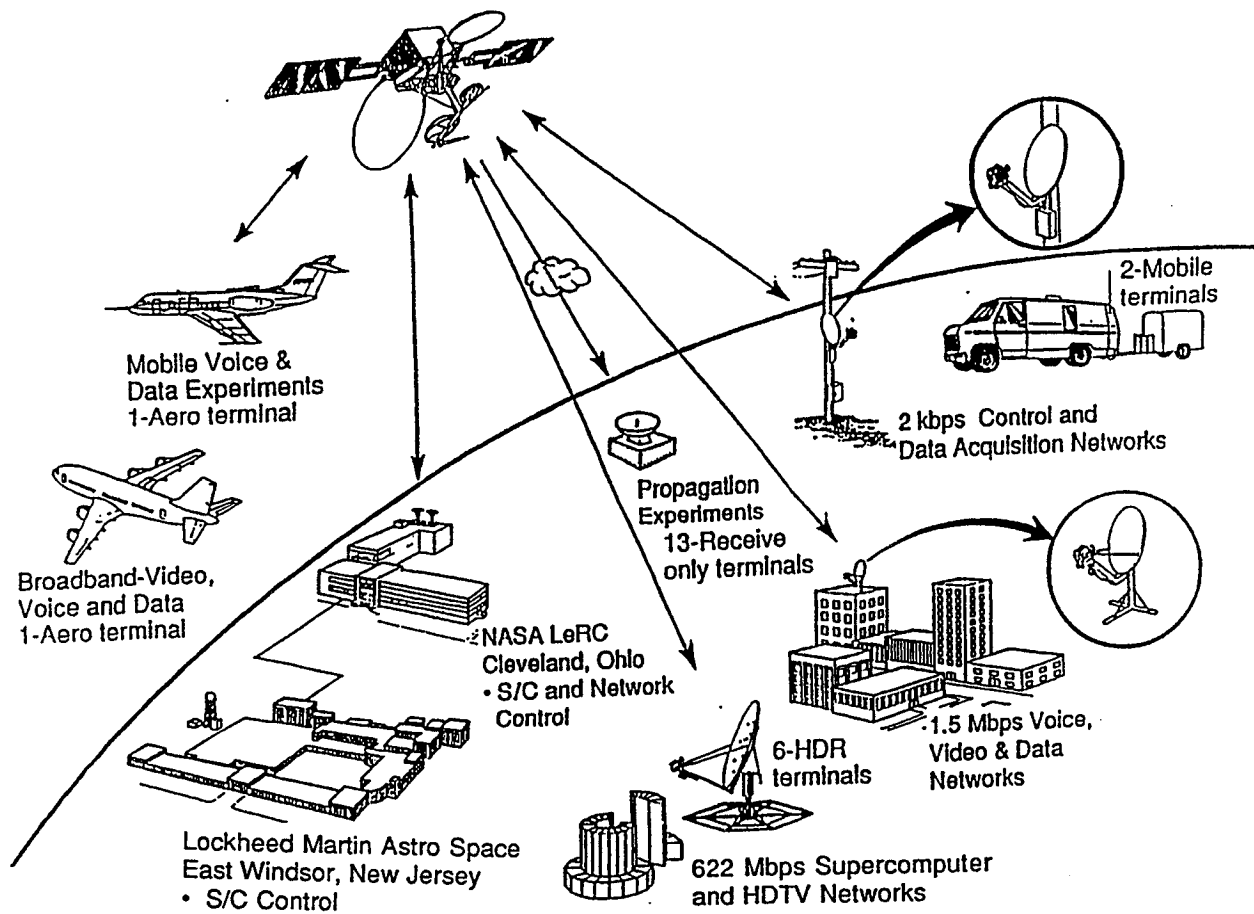 2-Mobile
terminals
Mobile Voice &
Data Experiments
1-Aero terminal
2 kbps Control and
Data Acquisition Networks
Propagation
Experiments
13-Receive
only terminals
Broadband-Video,
Voice and Data
1-Aero terminal
NASA LeRC
Cleveland, Ohio
• S/C and Network
Control
1.5 Mbps Voice,
Video & Data
Networks
6-HDR
terminals
Lockheed Martin Astro Space
East Windsor, New Jersey
• S/C Control
622 Mbps Supercomputer
and HDTV Networks